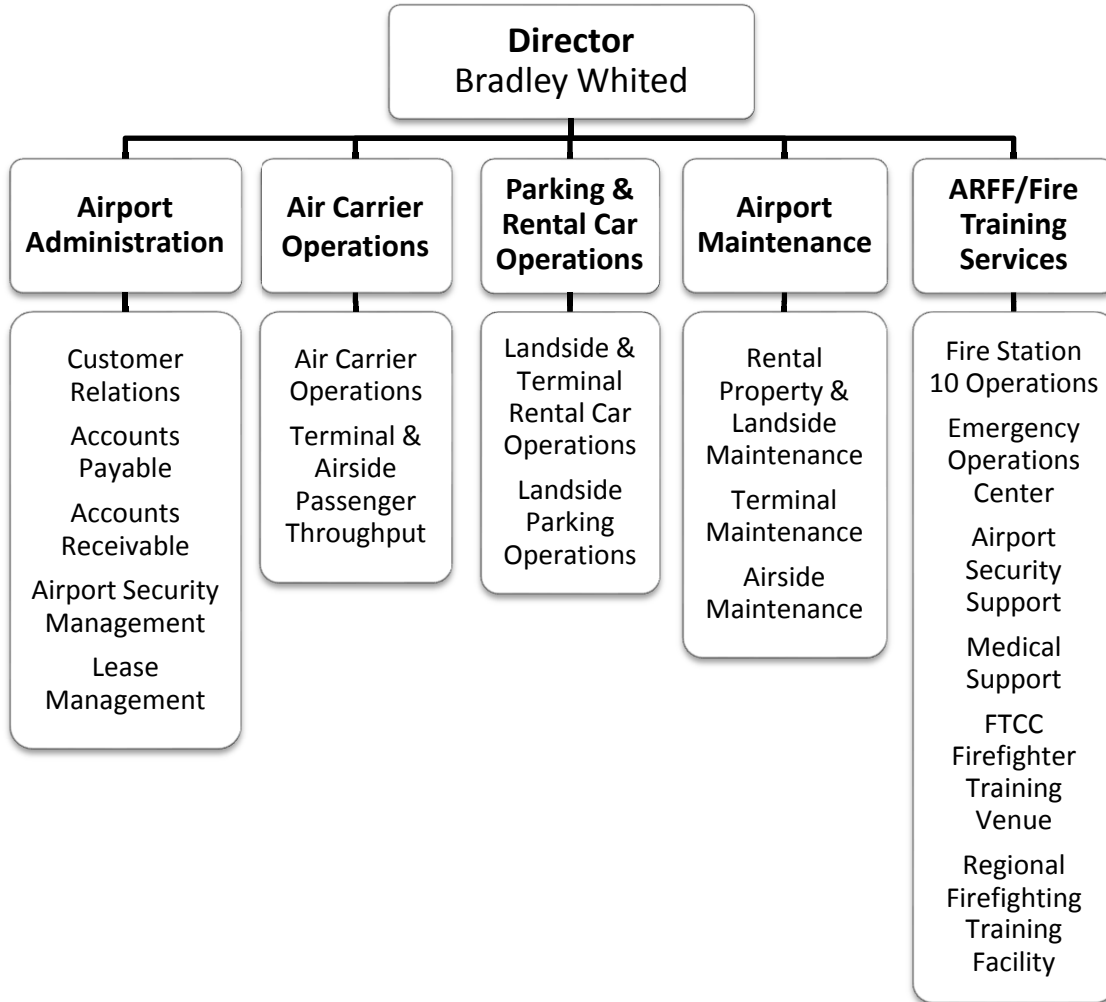 Director
Bradley Whited
Airport
Administration
Air Carrier
Operations
Parking &
Rental Car
Operations
Airport
Maintenance
ARFF/Fire
Training
Services
Customer
Relations
Accounts
Payable
Accounts
Receivable
Airport Security
Management
Lease
Management
Air Carrier
Operations
Terminal &
Airside
Passenger
Throughput
Landside &
Terminal
Rental Car
Operations
Landside
Parking
Operations
Rental
Property &
Landside
Maintenance
Terminal
Maintenance
Airside
Maintenance
Fire Station
10 Operations
Emergency
Operations
Center
Airport
Security
Support
Medical
Support
FTCC
Firefighter
Training
Venue
Regional
Firefighting
Training
Facility